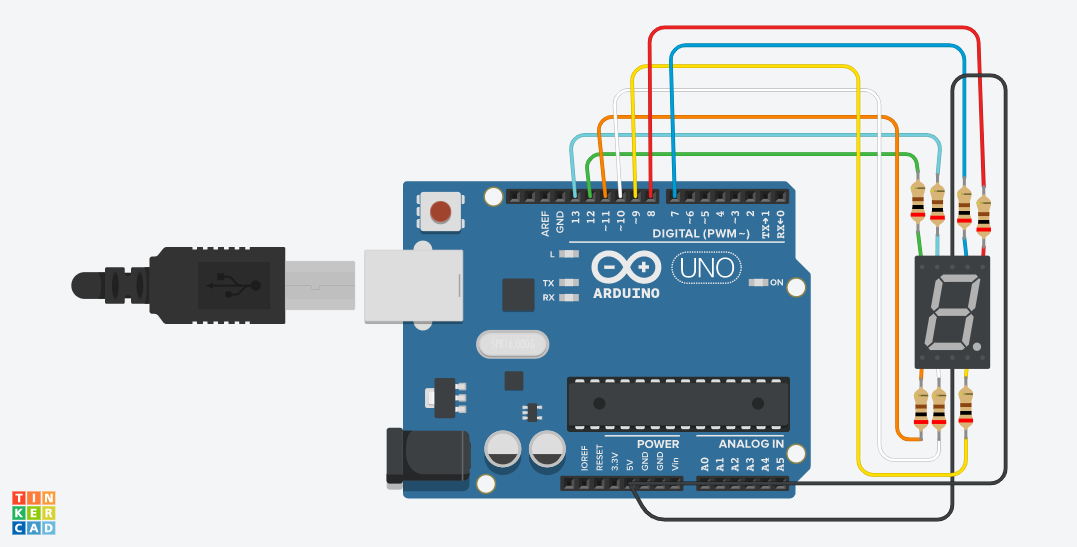 AREF
GND
13
12
~11
~10
~9
8
7
~6
~5
4
~3
2
TX→1
RX←0
DIGITAL (PWM ~)
L
TX
RX
ARDUINO
UNO
ON
POWER
ANALOG IN
IOREF
RESET
3.3V
5V
GND
GND
Vin
A0
A1
A2
A3
A4
A5
TIN
KER
CAD